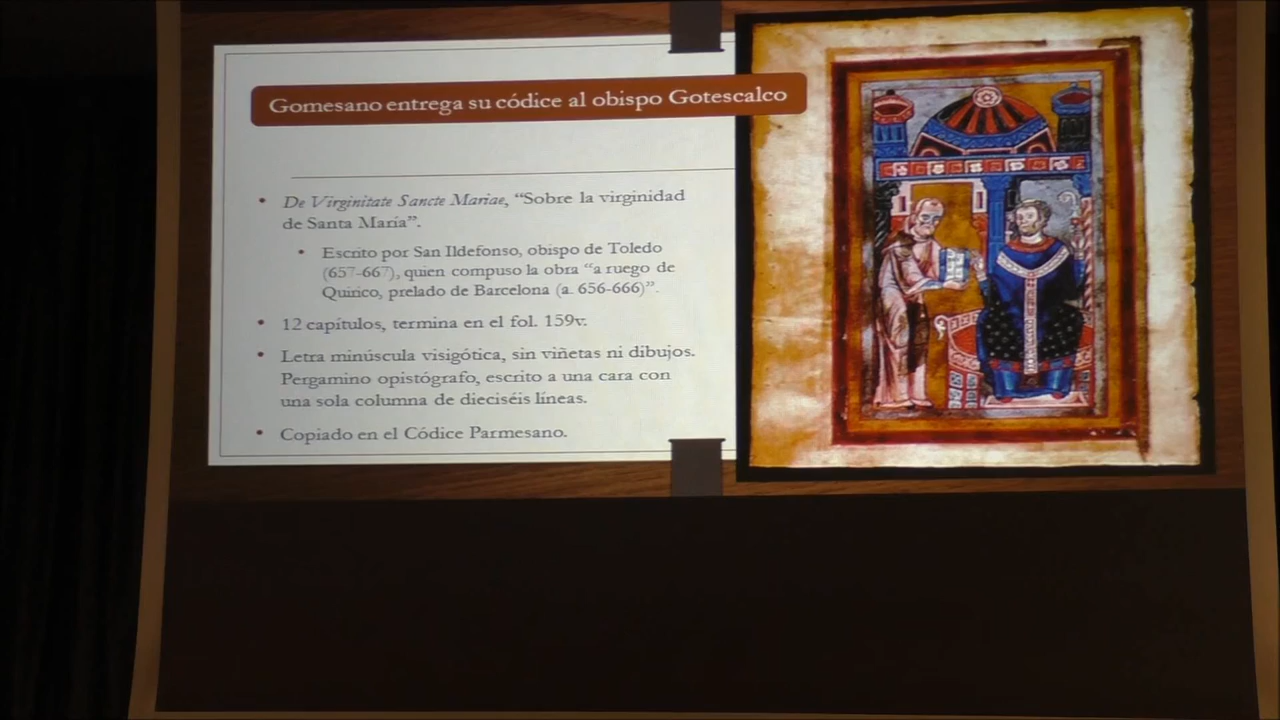 Gomesano entrega su códice al obispo Gotescalco
• De Virginitate Sancte Mariae, “Sobre la virginidad
de Santa María”.
• Escrito por San Ildefonso, obispo de Toledo
(657-667), quien compuso la obra “a ruego de
Quirico, prelado de Barcelona (a. 656-666)”.
• 12 capítulos, termina en el fol. 159v.
• Letra minúscula visigótica, sin viñetas ni dibujos.
Pergamino opistógrafo, escrito a una cara con
una sola columna de dieciséis líneas.
• Copiado en el Códice Parmesano.